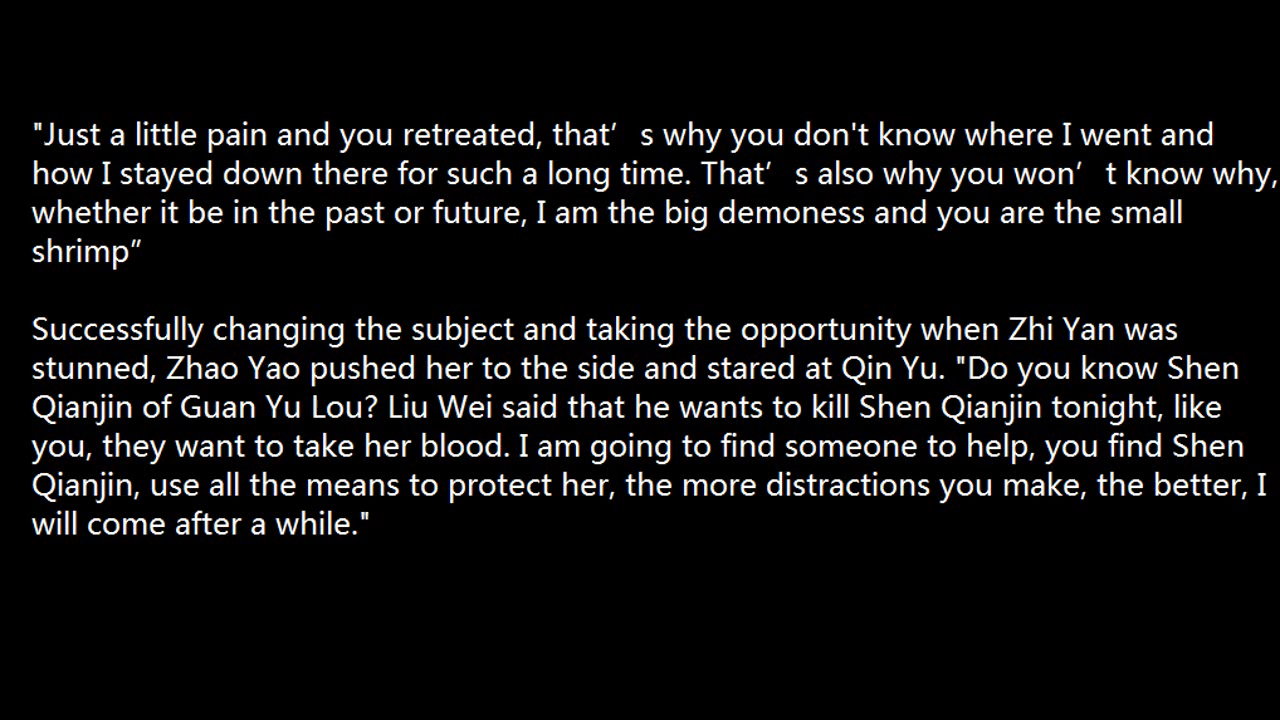 "Just a little pain and you retreated, that’s why you don't know where I went and
how I stayed down there for such a long time. That’s also why you won’t know why,
whether it be in the past or future, I am the big demoness and you are the small
shrimp”
Successfully changing the subject and taking the opportunity when Zhi Yan was
stunned, Zhao Yao pushed her to the side and stared at Qin Yu. "Do you know Shen
Qianjin of Guan Yu Lou? Liu Wei said that he wants to kill Shen Qianjin tonight, like
you, they want to take her blood. I am going to find someone to help, you find Shen
Qianjin, use all the means to protect her, the more distractions you make, the better, I
will come after a while."